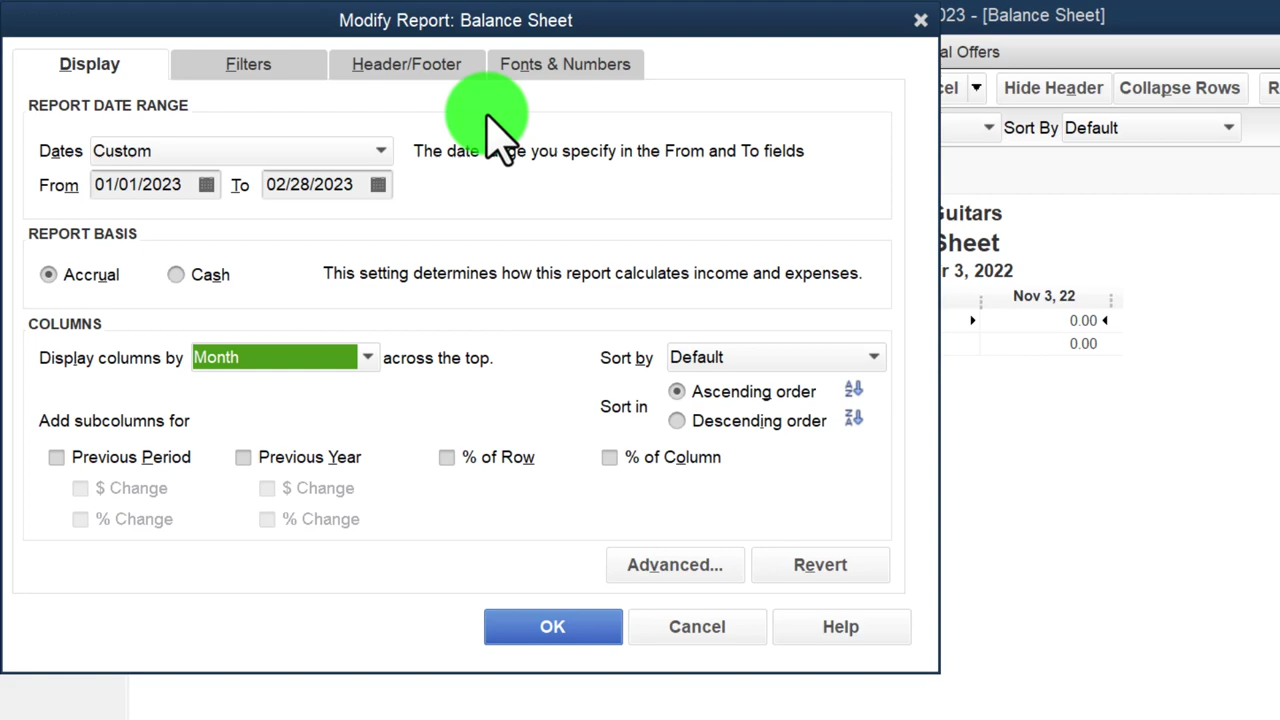 Modify Report: Balance Sheet
023 - [Balance Sheet]
al Offers
Display
Filters
Header/Footer
Fonts & Numbers
cel
Hide Header
Collapse Rows
R
Sort By Default
REPORT DATE RANGE
Dates Custom
The date ge you specify in the From and To fields
From 01/01/2023 To 02/28/2023
REPORT BASIS
Accrual
Cash
This setting determines how this report calculates income and expenses.
COLUMNS
Display columns by Month across the top.
Sort by Default
Sort in
Ascending order
Descending order
Add subcolumns for
Previous Period
Previous Year
% of Row
% of Column
$ Change
$ Change
% Change
% Change
Advanced...
Revert
OK
Cancel
Help
Guitars
Sheet
r 3, 2022
Nov 3, 22
0.00
0.00